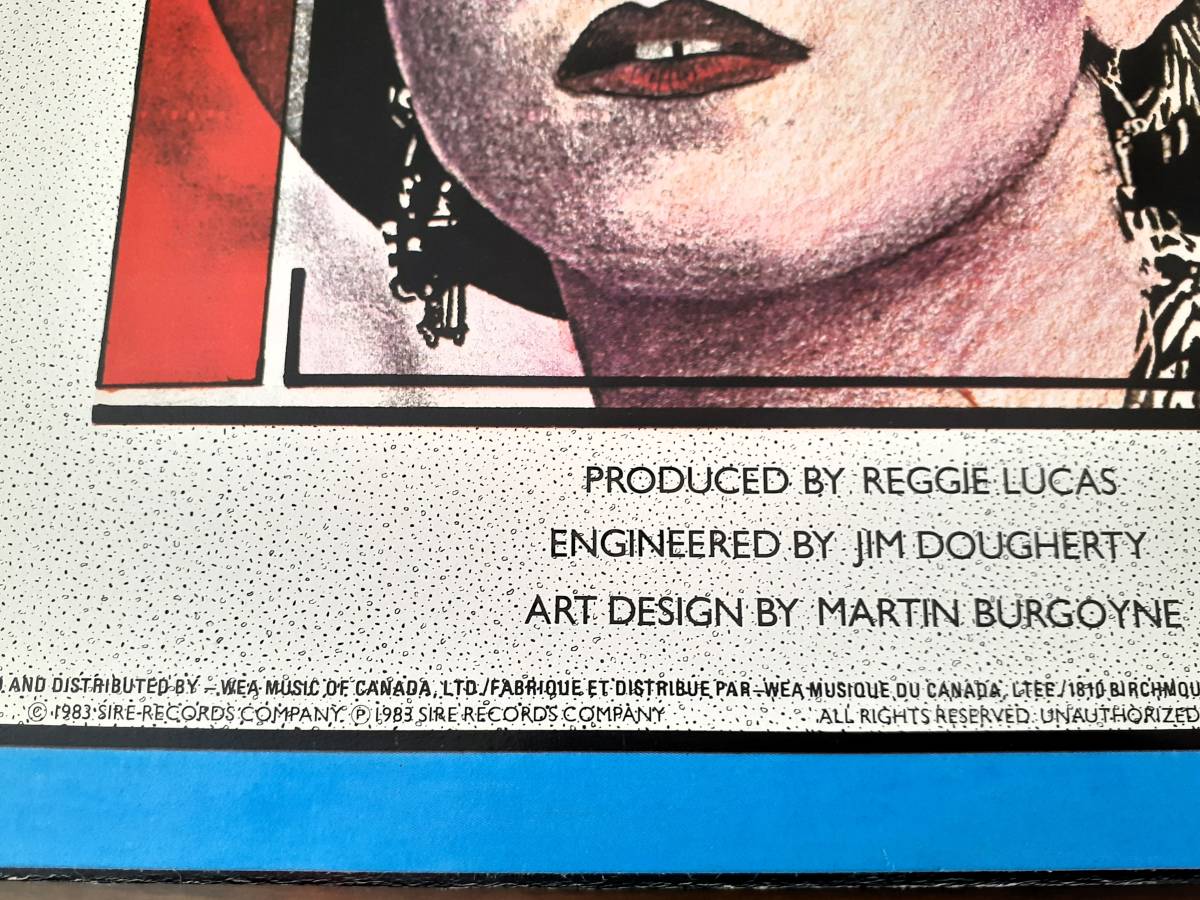 PRODUCED BY REGGIE LUCAS
ENGINEERED BY JIM DOUGHERTY
ART DESIGN BY MARTIN BURGOYNE
AND DISTRIBUTED BY – WEA MUSIC OF CANADA, LTD./FABRIQUE ET DISTRIBUE PAR – WEA MUSIQUE DU CANADA, LTEE./1810 BIRCHMOU
© 1983 SIRE RECORDS COMPANY. Ⓟ 1983 SIRE RECORDS COMPANY ALL RIGHTS RESERVED. UNAUTHORIZED